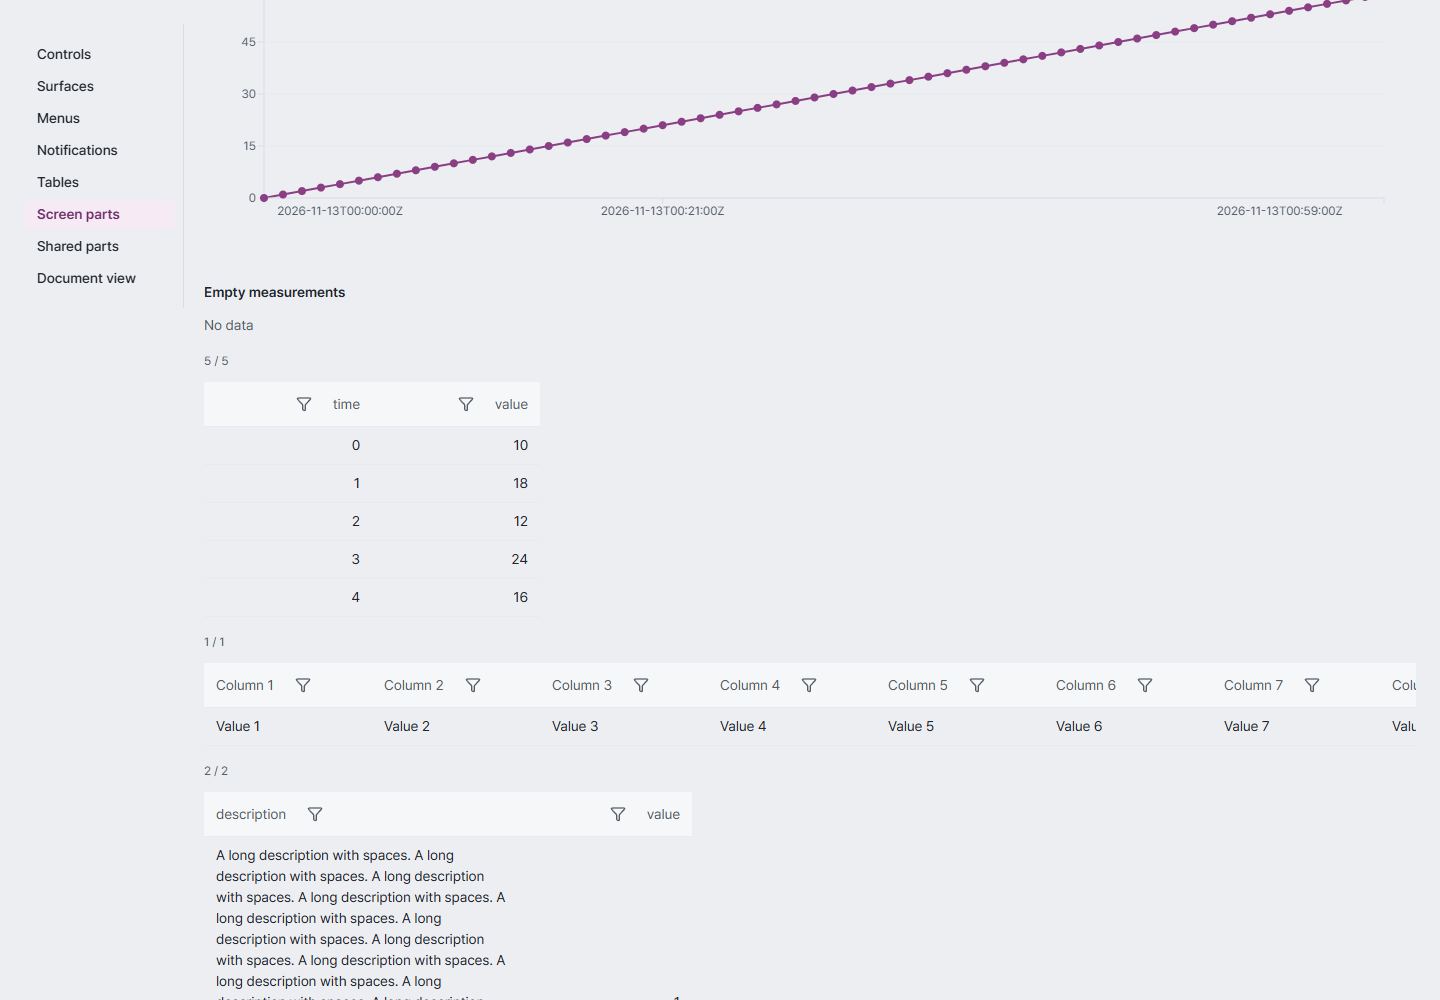 Controls
Surfaces
Menus
Notifications
Tables
Screen parts
Shared parts
Document view
45
30
15
0
2026-11-13T00:00:00Z 2026-11-13T00:21:00Z 2026-11-13T00:59:00Z
Empty measurements
No data
5 / 5
time value
0 10
1 18
2 12
3 24
4 16
1 / 1
Column 1 Column 2 Column 3 Column 4 Column 5 Column 6 Column 7
Value 1 Value 2 Value 3 Value 4 Value 5 Value 6 Value 7
2 / 2
description value
A long description with spaces. A long
description with spaces. A long description
with spaces. A long description with spaces. A
long description with spaces. A long
description with spaces. A long description
with spaces. A long description with spaces. A
long description with spaces. A long